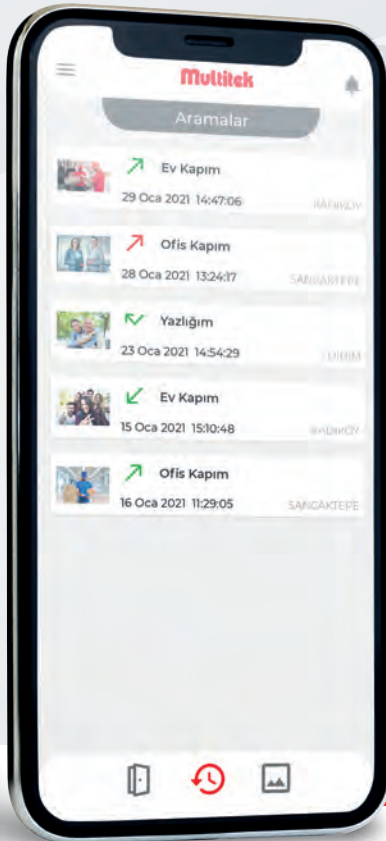 Multitek
Aramalar
Ev Kapım
29 Oca 2021 14:47:06
KADIKÖY
Ofis Kapım
28 Oca 2021 13:24:17
SANCAKTEPE
Yazlığım
23 Oca 2021 14:54:29
Ev Kapım
15 Oca 2021 15:10:48
KADIKÖY
Ofis Kapım
16 Oca 2021 11:29:05
SANCAKTEPE